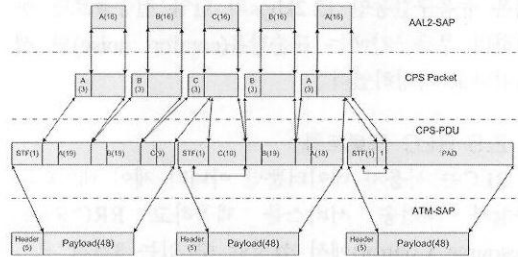 A(16) B(16) C(16) B(16) A(16)
AAL2-SAP
A (3) B (3) C (3) B (3) A (3)
CPS Packet
CPS-PDU
STF(1) A(19) B(19) C(9) STF(1) C(10) B(19) A(18) STF(1) 1 PAD
ATM-SAP
Header (5) Payload(48) Header (5) Payload(48) Header (5) Payload(48)